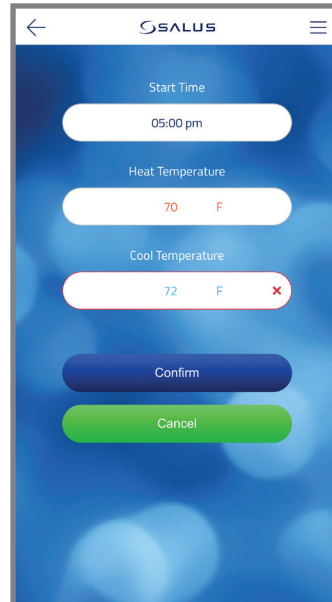 SALUS
Start Time
05:00 pm
Heat Temperature
70 F
Cool Temperature
72 F
Confirm
Cancel